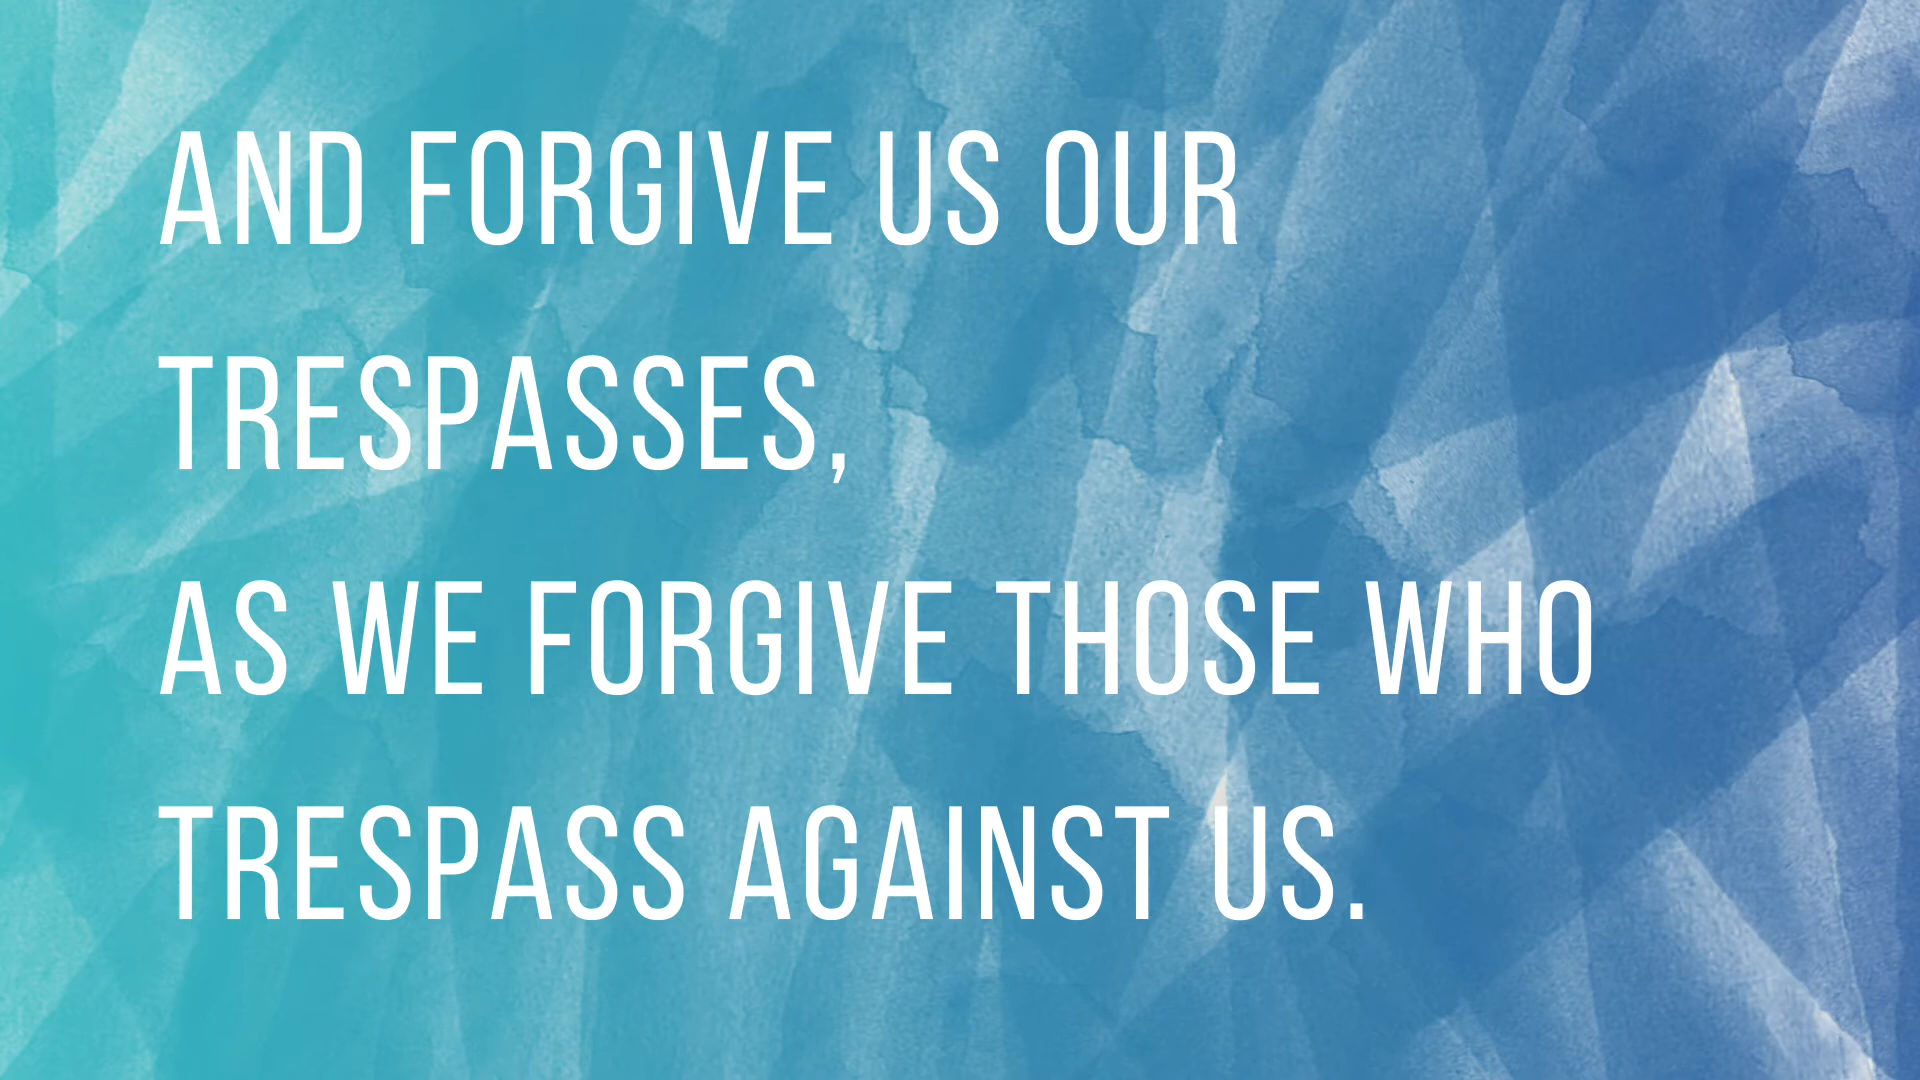 AND FORGIVE US OUR
TRESPASSES,
AS WE FORGIVE THOSE WHO
TRESPASS AGAINST US.